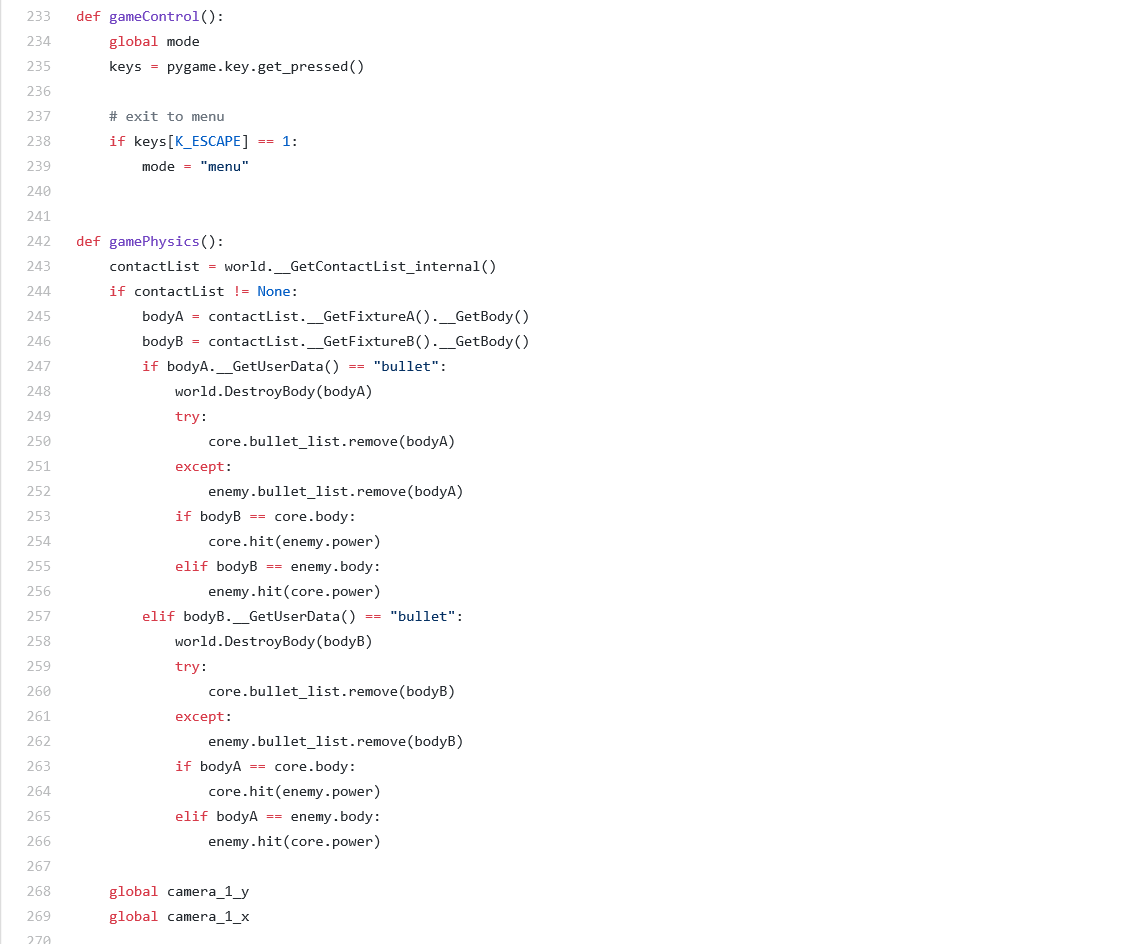 233 def gameControl():
234     global mode
235     keys = pygame.key.get_pressed()
236
237     # exit to menu
238     if keys[K_ESCAPE] == 1:
239         mode = "menu"
240
241
242 def gamePhysics():
243     contactList = world.__GetContactList_internal()
244     if contactList != None:
245         bodyA = contactList.__GetFixtureA().__GetBody()
246         bodyB = contactList.__GetFixtureB().__GetBody()
247         if bodyA.__GetUserData() == "bullet":
248             world.DestroyBody(bodyA)
249             try:
250                 core.bullet_list.remove(bodyA)
251             except:
252                 enemy.bullet_list.remove(bodyA)
253             if bodyB == core.body:
254                 core.hit(enemy.power)
255             elif bodyB == enemy.body:
256                 enemy.hit(core.power)
257         elif bodyB.__GetUserData() == "bullet":
258             world.DestroyBody(bodyB)
259             try:
260                 core.bullet_list.remove(bodyB)
261             except:
262                 enemy.bullet_list.remove(bodyB)
263             if bodyA == core.body:
264                 core.hit(enemy.power)
265             elif bodyA == enemy.body:
266                 enemy.hit(core.power)
267
268     global camera_1_y
269     global camera_1_x
270